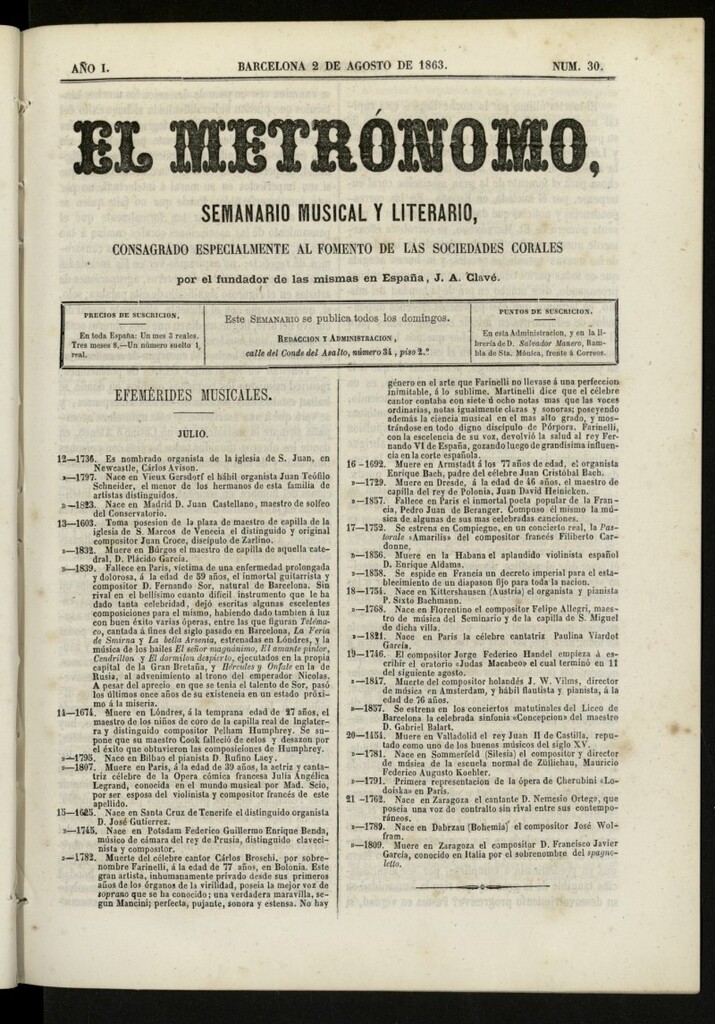 AÑO I.
BARCELONA 2 DE AGOSTO DE 1863.
NUM. 30.
EL METRÓNOMO,
SEMANARIO MUSICAL Y LITERARIO,
CONSAGRADO ESPECIALMENTE AL FOMENTO DE LAS SOCIEDADES CORALES
por el fundador de las mismas en España, J. A. Clavé.
PRECIOS DE SUSCRICION.
En toda España: Un mes 3 reales.
Tres meses 8.—Un número suelto 1
real.
Este SEMANARIO se publica todos los domingos.
REDACCION Y ADMINISTRACION,
calle del Conde del Asalto, número 34, piso 2.º
PUNTOS DE SUSCRICION.
En esta Administracion, y en la li-
brería de D. Salvador Manero, Ram-
bla de Sta. Mónica, frente á Correos.
EFEMÉRIDES MUSICALES.
JULIO.
12—1736. Es nombrado organista de la iglesia de S. Juan, en
Newcastle, Cárlos Avison.
»—1797. Nace en Vieux Gersdorf el hábil organista Juan Teófilo
Schneider, el menor de los hermanos de esta familia de
artistas distinguidos.
»—1823. Nace en Madrid D. Juan Castellano, maestro de solfeo
del Conservatorio.
13—1603. Toma posesion de la plaza de maestro de capilla de la
iglesia de S. Marcos de Venecia el distinguido y original
compositor Juan Croce, discípulo de Zarlino.
»—1832. Muere en Búrgos el maestro de capilla de aquella cate-
dral, D. Plácido García.
»—1839. Fallece en París, víctima de una enfermedad prolongada
y dolorosa, á la edad de 59 años, el inmortal guitarrista y
compositor D. Fernando Sor, natural de Barcelona. Sin
rival en el bellísimo cuanto difícil instrumento que le ha
dado tanta celebridad, dejó escritas algunas escelentes
composiciones para el mismo, habiendo dado tambien á luz
con buen éxito varias óperas, entre las que figuran Teléma-
co, cantada á fines del siglo pasado en Barcelona, La Feria
de Smirna y La bella Arsenia, estrenadas en Lóndres, y la
música de los bailes El señor magnánimo, El amante pintor,
Cendrillon y El dormilon despierto, ejecutados en la propia
capital de la Gran Bretaña, y Hércules y Onfale en la de
Rusia, al advenimiento al trono del emperador Nicolas.
A pesar del aprecio en que se tenia el talento de Sor, pasó
los últimos once años de su existencia en un estado próxi-
mo á la miseria.
14—1674. Muere en Lóndres, á la temprana edad de 27 años, el
maestro de los niños de coro de la capilla real de Inglater-
ra y distinguido compositor Pelham Humphrey. Se su-
pone que su maestro Cook falleció de celos y desazon por
el éxito que obtuvieron las composiciones de Humphrey.
»—1795. Nace en Bilbao el pianista D. Rufino Lacy.
»—1807. Muere en París, á la edad de 39 años, la actriz y canta-
triz célebre de la Opera cómica francesa Julia Angélica
Legrand, conocida en el mundo musical por Mad. Scio,
por ser esposa del violinista y compositor francés de este
apellido.
15—1625. Nace en Santa Cruz de Tenerife el distinguido organista
D. José Gutierrez.
»—1745. Nace en Potsdam Federico Guillermo Enrique Benda,
músico de cámara del rey de Prusia, distinguido claveci-
nista y compositor.
»—1782. Muerte del célebre cantor Cárlos Broschi, por sobre-
nombre Farinelli, á la edad de 77 años, en Bolonia. Este
gran artista, inhumanamente privado desde sus primeros
años de los órganos de la virilidad, poseia la mejor voz de
soprano que se ha conocido; una verdadera maravilla, se-
gun Mancini; perfecta, pujante, sonora y estensa. No hay
género en el arte que Farinelli no llevase á una perfeccion
inimitable, á lo sublime. Martinelli dice que el célebre
cantor contaba con siete ú ocho notas mas que las voces
ordinarias, notas igualmente claras y sonoras; poseyendo
además la ciencia musical en el mas alto grado, y mos-
trándose en todo digno discípulo de Pórpora. Farinelli,
con la escelencia de su voz, devolvió la salud al rey Fer-
nando VI de España, gozando luego de grandísima influen-
cia en la corte española.
16—1692. Muere en Armstadt á los 77 años de edad, el organista
Enrique Bach, padre del célebre Juan Cristóbal Bach.
»—1729. Muere en Dresde, á la edad de 46 años, el maestro de
capilla del rey de Polonia, Juan David Heinicken.
»—1857. Fallece en París el inmortal poeta popular de la Fran-
cia, Pedro Juan de Beranger. Compuso él mismo la mú-
sica de algunas de sus mas celebradas canciones.
17—1752. Se estrena en Compiegne, en un concierto real, la Pas-
torale «Amarilis» del compositor francés Filiberto Car-
donne.
»—1856. Muere en la Habana el aplaudido violinista español
D. Enrique Aldama.
»—1858. Se espide en Francia un decreto imperial para el esta-
blecimiento de un diapason fijo para toda la nacion.
18—1754. Nace en Kittershausen (Austria) el organista y pianista
P. Sixto Bachmann.
»—1768. Nace en Florentino el compositor Felipe Allegri, maes-
tro de música del Seminario y de la capilla de S. Miguel
de dicha villa.
»—1821. Nace en Paris la célebre cantatriz Paulina Viardot
García.
19—1746. El compositor Jorge Federico Handel empieza á es-
cribir el oratorio «Judas Macabeo» el cual terminó en 11
del siguiente agosto.
»—1847. Muerte del compositor holandés J. W. Vilms, director
de música en Amsterdam, y hábil flautista y pianista, á la
edad de 76 años.
»—1857. Se estrena en los conciertos matutinales del Liceo de
Barcelona la celebrada sinfonía «Concepcion» del maestro
D. Gabriel Balart.
20—1454. Muere en Valladolid el rey Juan II de Castilla, repu-
tado como uno de los buenos músicos del siglo XV.
»—1781. Nace en Sommerfeld (Silesia) el compositor y director
de música de la escuela normal de Züllichau, Mauricio
Federico Augusto Koehler.
»—1791. Primera representacion de la ópera de Cherubini «Lo-
doiska» en Paris.
21—1762. Nace en Zaragoza el cantante D. Nemesio Ortego, que
poseia una voz de contralto sin rival entre sus contempo-
ráneos.
»—1789. Nace en Dabrzau (Bohemia) el compositor José Wol-
fram.
»—1809. Muere en Zaragoza el compositor D. Francisco Javier
García, conocido en Italia por el sobrenombre del spagno-
letto.